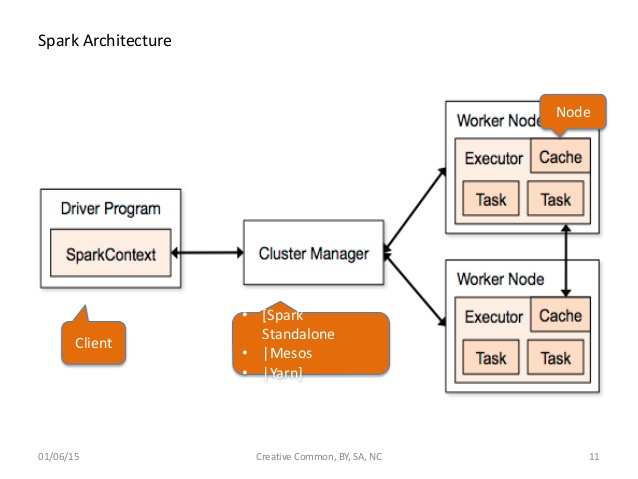 Spark Architecture
Node
Worker Node
Executor
Cache
Task
Task
Driver Program
SparkContext
Cluster Manager
Worker Node
Executor
Cache
Task
Task
Client
• [Spark
Standalone
• |Mesos
• |Yarn]
01/06/15
Creative Common, BY, SA, NC
11